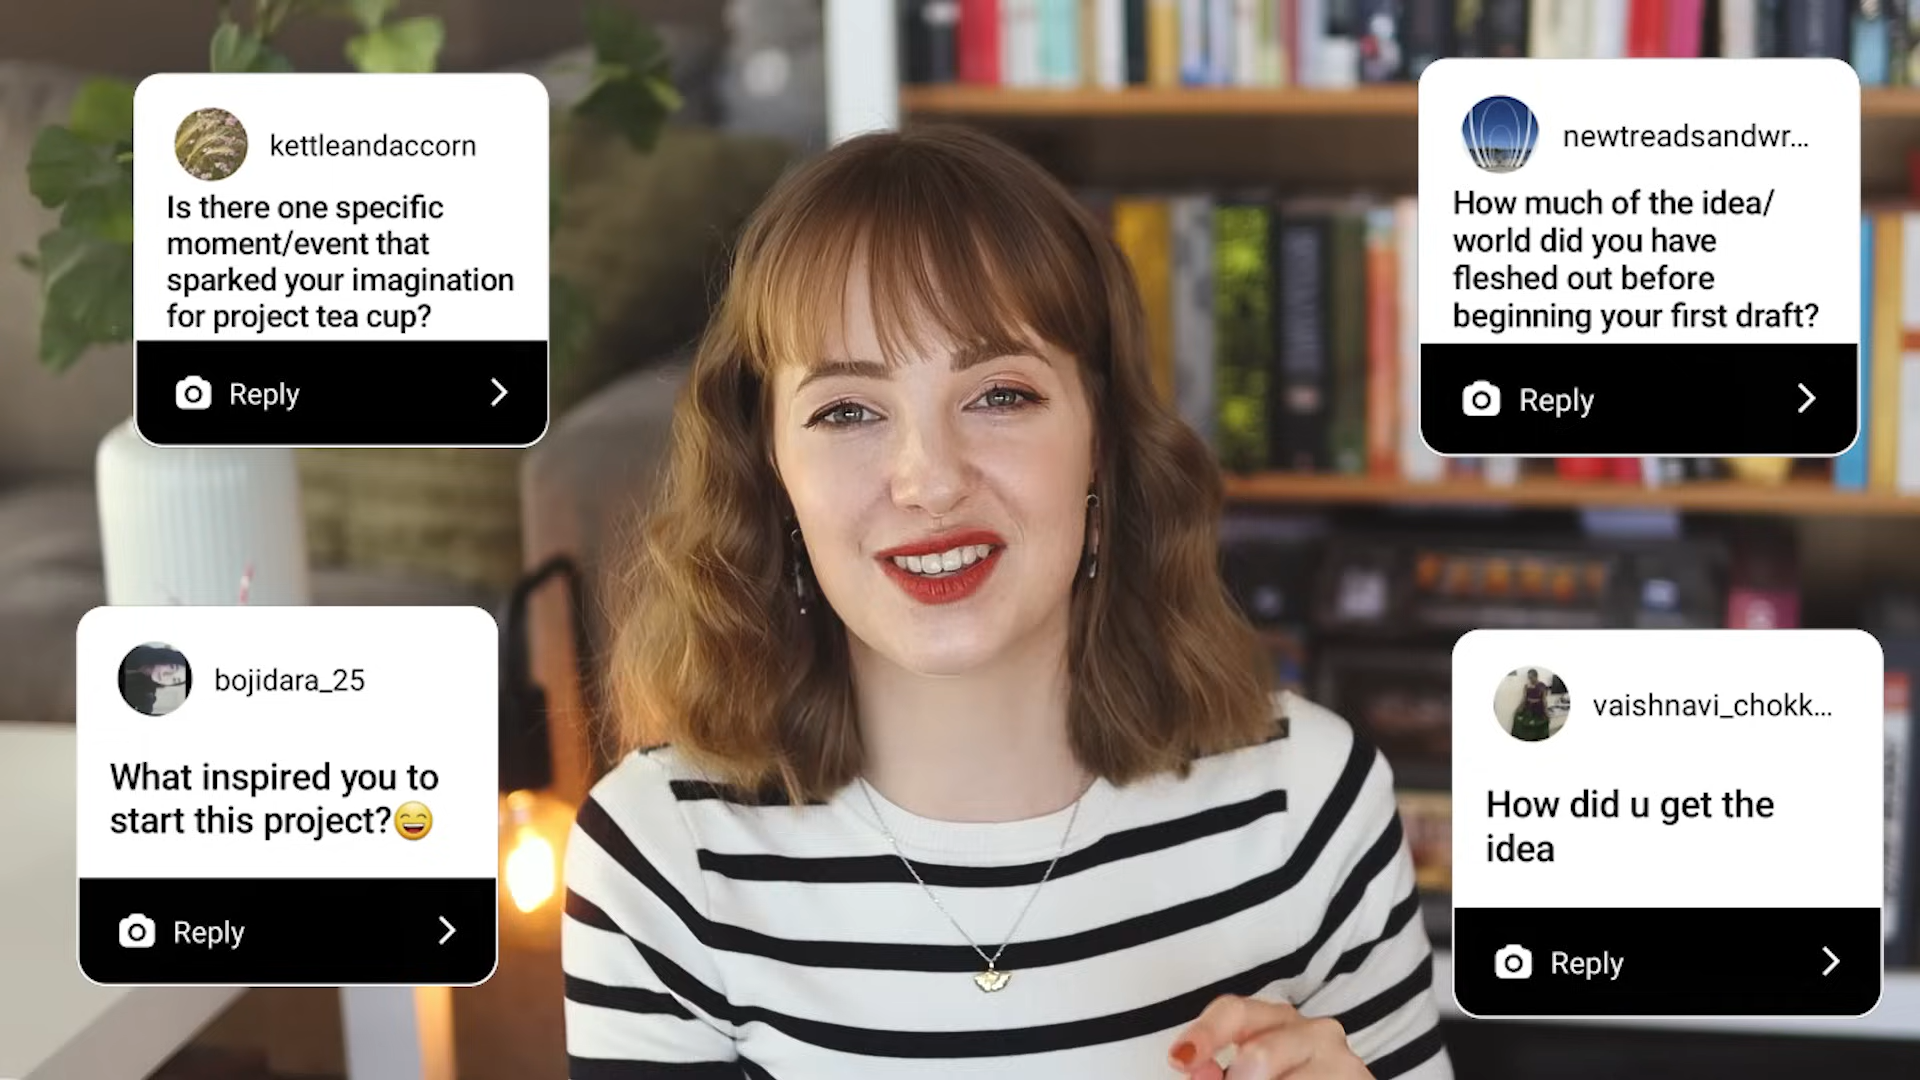 kettleandaccorn
Is there one specific
moment/event that
sparked your imagination
for project tea cup?
Reply
newtreadsandwr...
How much of the idea/
world did you have
fleshed out before
beginning your first draft?
Reply
bojidara_25
What inspired you to
start this project?😄
Reply
vaishnavi_chokk...
How did u get the
idea
Reply